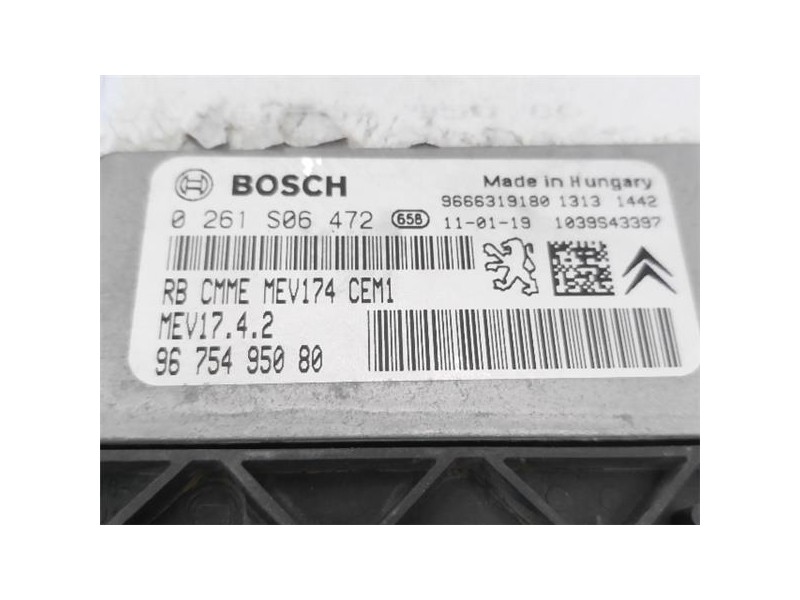 BOSCH Made in Hungary
9666319180 1313 1442
0 261 S06 472 65B 11-01-19 1039S43397
RB CMME MEV174 CEM1
MEV17.4.2
96 754 950 80